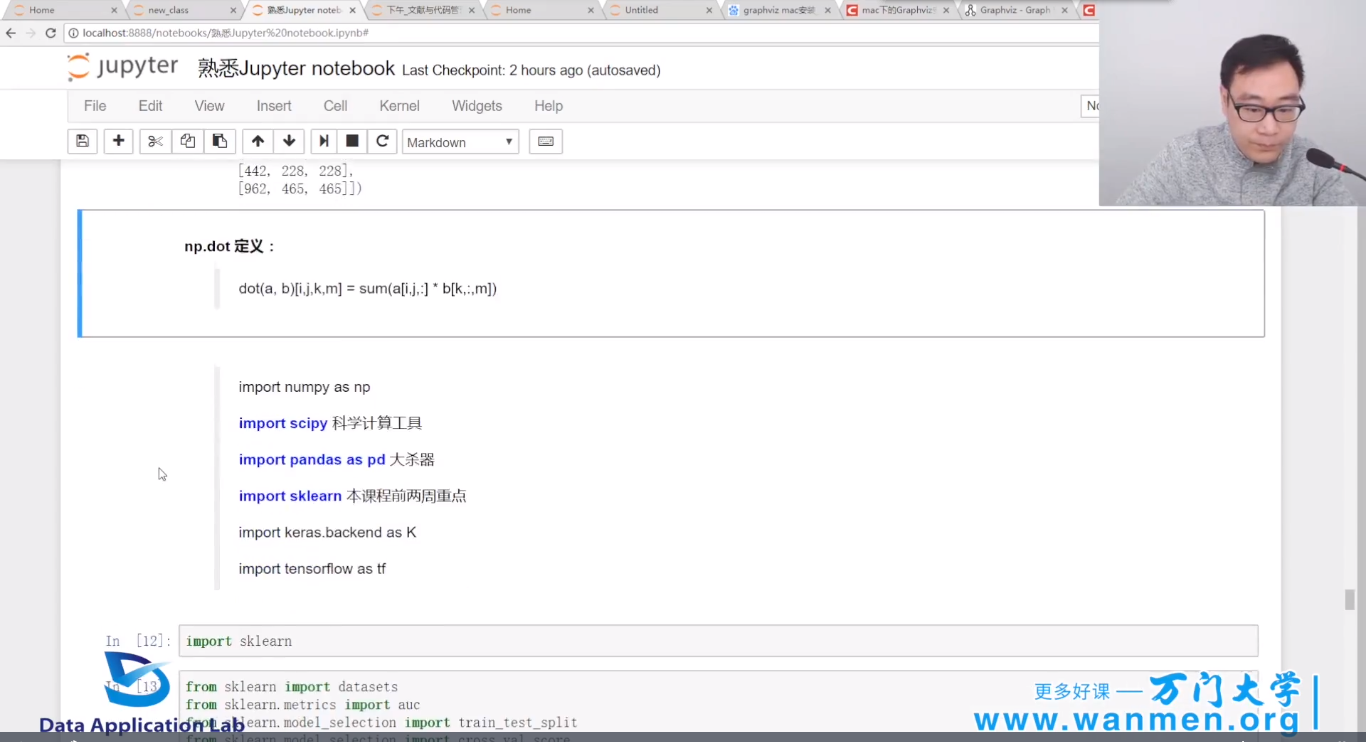 Home
new_class
熟悉Jupyter noteb
下午_文献与代码哲
Home
Untitled
graphviz mac安装
mac下的Graphviz
Graphviz - Graph
localhost:8888/notebooks/熟悉Jupyter%20notebook.ipynb#
jupyter 熟悉Jupyter notebook Last Checkpoint: 2 hours ago (autosaved)
File Edit View Insert Cell Kernel Widgets Help
Markdown
[442, 228, 228],
[962, 465, 465]])
np.dot 定义：
dot(a, b)[i,j,k,m] = sum(a[i,j,:] * b[k,:,m])
import numpy as np
import scipy 科学计算工具
import pandas as pd 大杀器
import sklearn 本课程前两周重点
import keras.backend as K
import tensorflow as tf
In [12]: import sklearn
In [13 from sklearn import datasets
from sklearn.metrics import auc
from sklearn.model_selection import train_test_split
from sklearn.model_selection import cross_val_score
Data Application Lab
更多好课 — 万门大学
www.wanmen.org